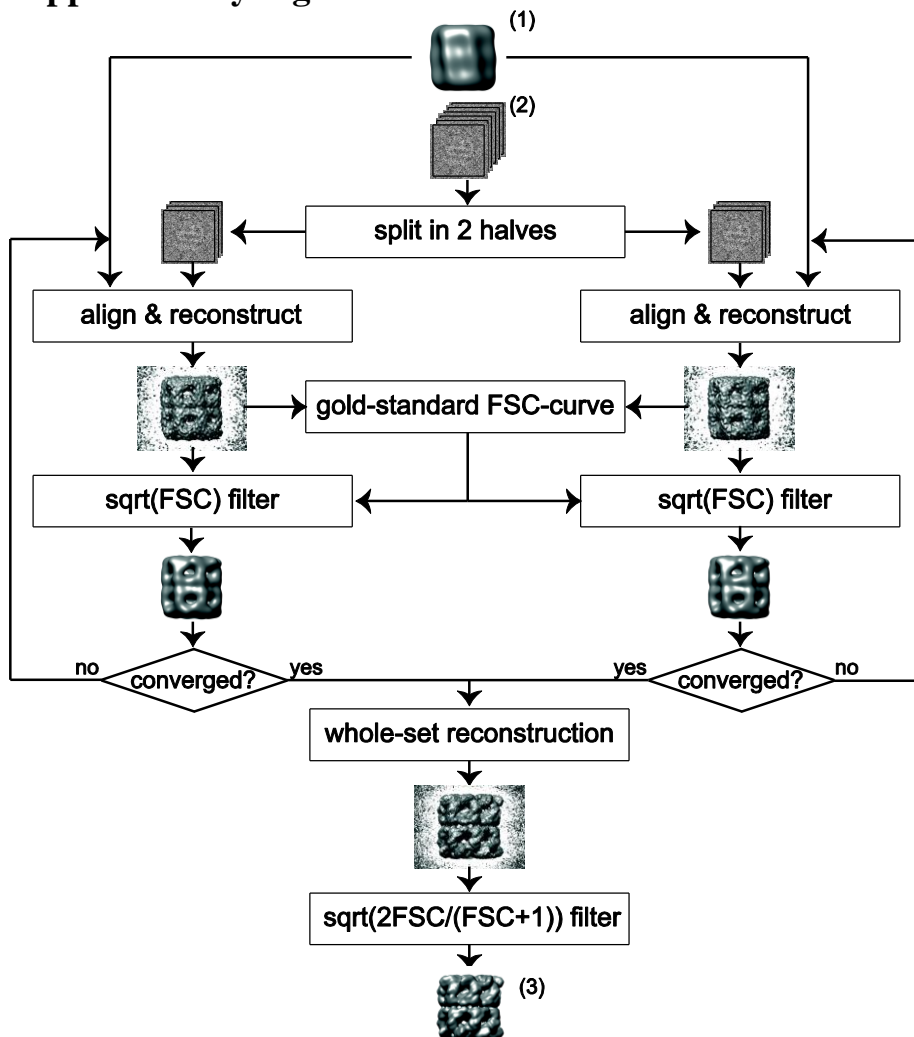 (1)
(2)
split in 2 halves
align & reconstruct
align & reconstruct
gold-standard FSC-curve
sqrt(FSC) filter
sqrt(FSC) filter
no
converged?
yes
yes
converged?
no
whole-set reconstruction
sqrt(2FSC/(FSC+1)) filter
(3)